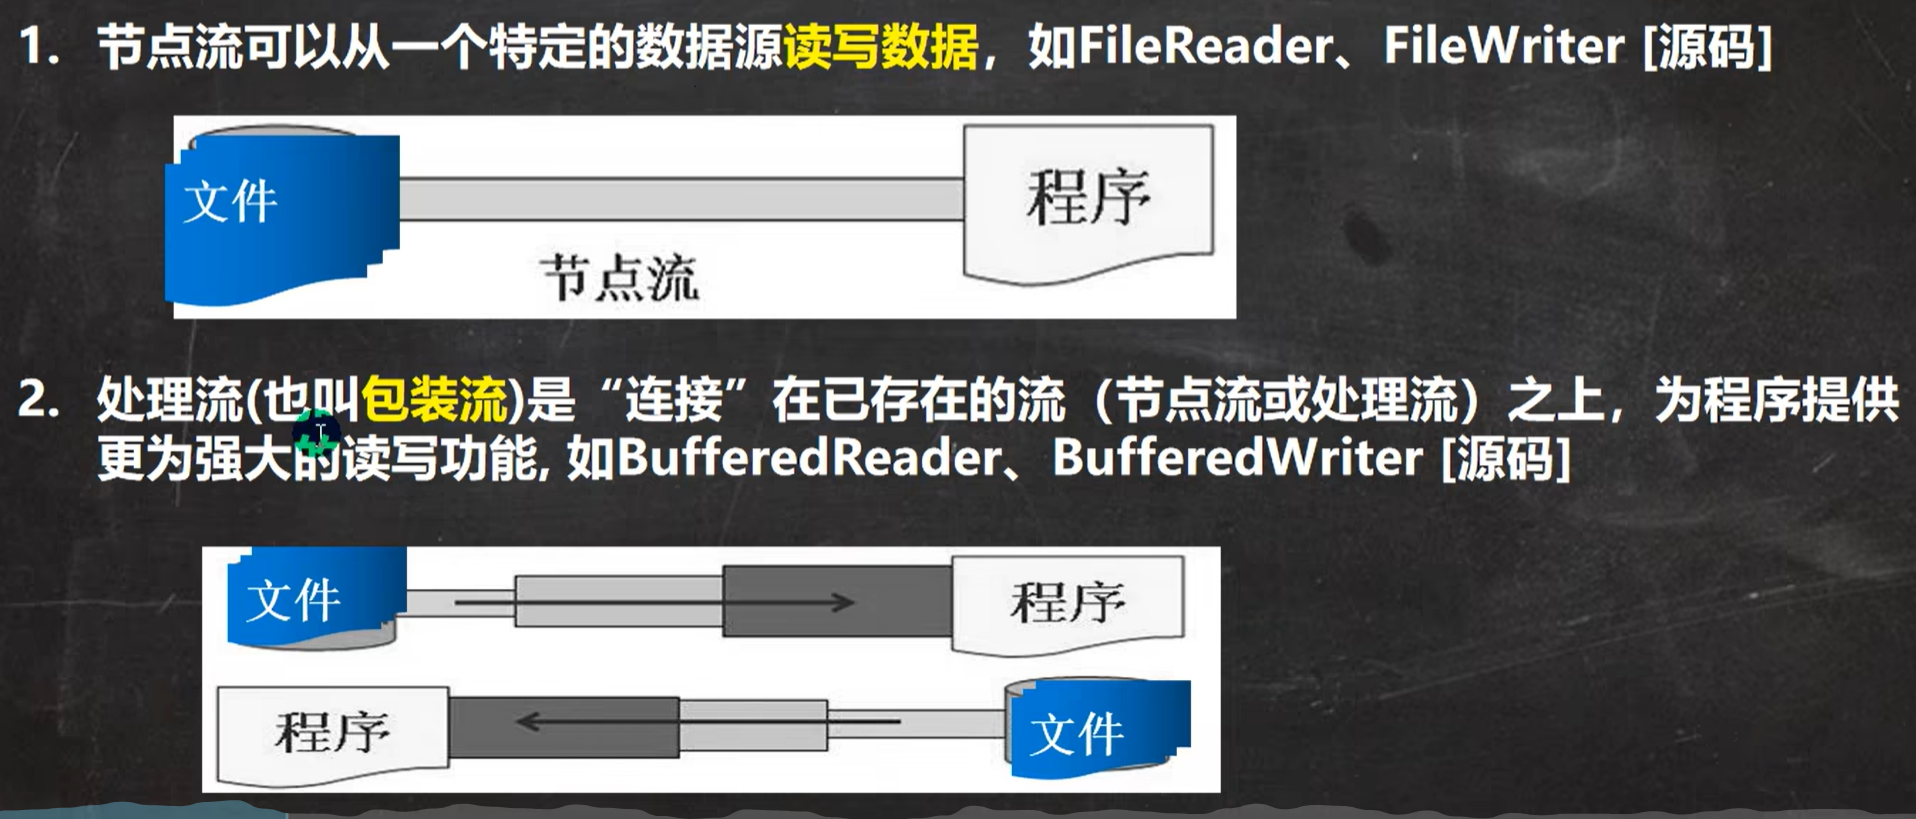 1. 节点流可以从一个特定的数据源读写数据，如FileReader、FileWriter [源码]
文件
程序
节点流
2. 处理流(也叫包装流)是“连接”在已存在的流（节点流或处理流）之上，为程序提供
更为强大的读写功能, 如BufferedReader、BufferedWriter [源码]
文件
程序
程序
文件